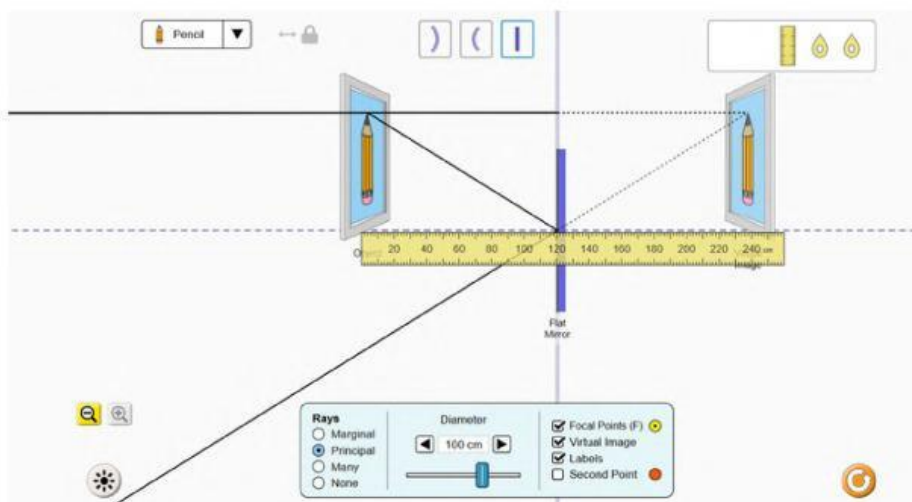 Pencil
20 40 60 80 100 120 140 160 180 200 220 240 cm
Image
Flat
Mirror
Rays
Marginal
Principal
Many
None
Diameter
100 cm
Focal Points (F)
Virtual Image
Labels
Second Point